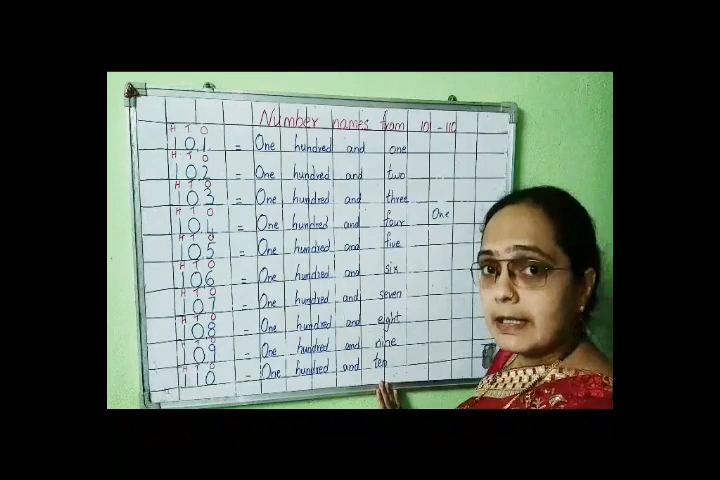 Number names from 101 - 110
H T O
101 = One hundred and one
H T O
102 = One hundred and two
H T O
103 = One hundred and three
H T O
104 = One hundred and four One
H T O
105 = One hundred and five
H T O
106 = One hundred and six
H T O
107 = One hundred and seven
H T O
108 = One hundred and eight
H T O
109 = One hundred and nine
H T O
110 = One hundred and ten